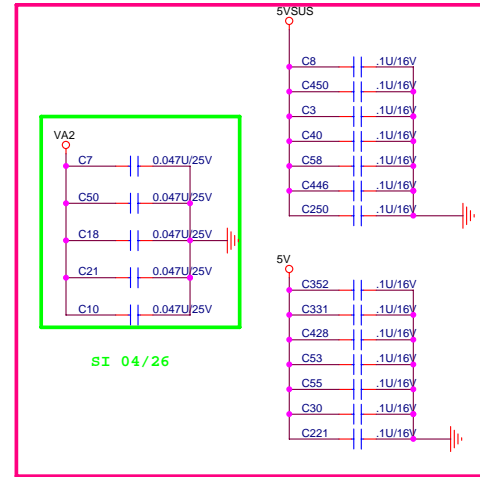 5VSUS
C8 .1U/16V
C450 .1U/16V
C3 .1U/16V
C40 .1U/16V
C58 .1U/16V
C446 .1U/16V
C250 .1U/16V
VA2
C7 0.047U/25V
C50 0.047U/25V
C18 0.047U/25V
C21 0.047U/25V
C10 0.047U/25V
SI 04/26
5V
C352 .1U/16V
C331 .1U/16V
C428 .1U/16V
C53 .1U/16V
C55 .1U/16V
C30 .1U/16V
C221 .1U/16V